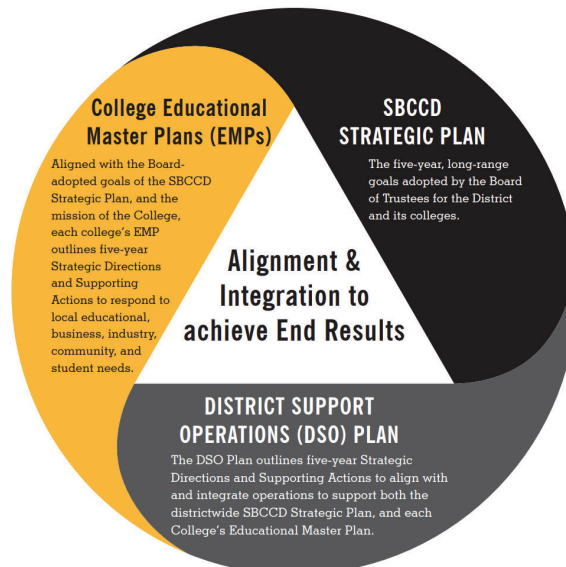 College Educational
Master Plans (EMPs)
Aligned with the Board-
adopted goals of the SBCCD
Strategic Plan, and the
mission of the College,
each college's EMP
outlines five-year
Strategic Directions
and Supporting
Actions to respond to
local educational,
business, industry,
community, and
student needs.
SBCCD
STRATEGIC PLAN
The five-year, long-range
goals adopted by the Board
of Trustees for the District
and its colleges.
Alignment &
Integration to
achieve End Results
DISTRICT SUPPORT
OPERATIONS (DSO) PLAN
The DSO Plan outlines five-year Strategic
Directions and Supporting Actions to align with
and integrate operations to support both the
districtwide SBCCD Strategic Plan, and each
College's Educational Master Plan.